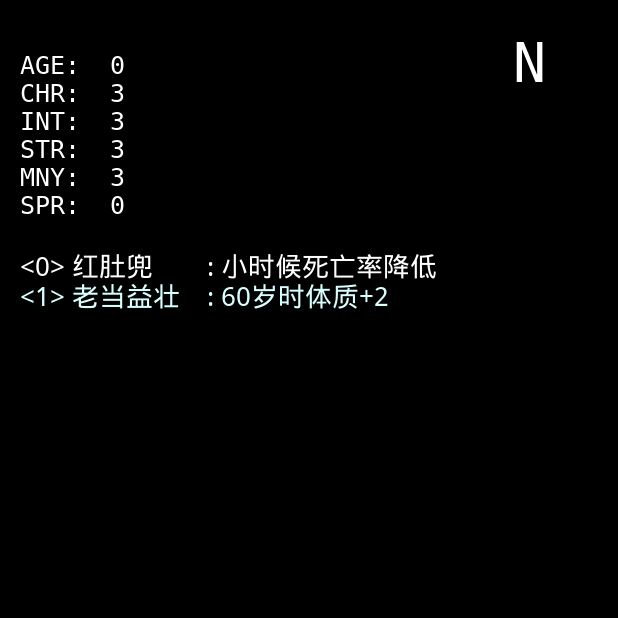 N
AGE: 0
CHR: 3
INT: 3
STR: 3
MNY: 3
SPR: 0
<0> 红肚兜 : 小时候死亡率降低
<1> 老当益壮 : 60岁时体质+2